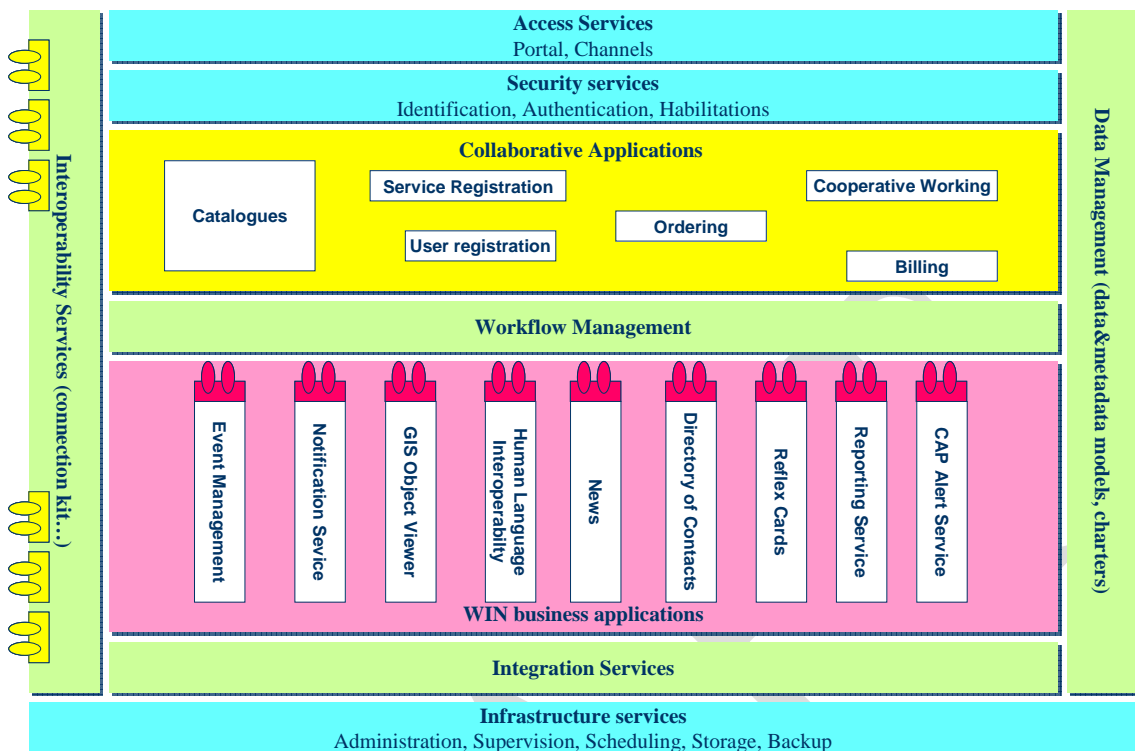 Access Services
Portal, Channels
Security services
Identification, Authentication, Habilitations
Collaborative Applications
Catalogues
Service Registration
User registration
Ordering
Cooperative Working
Billing
Workflow Management
Event Management
Notification Sevice
GIS Object Viewer
Human Language
Interoperabilty
News
Directory of Contacts
Reflex Cards
Reporting Service
CAP Alert Service
WIN business applications
Integration Services
Interoperability Services (connection kit…)
Data Management (data&metadata models, charters)
Infrastructure services
Administration, Supervision, Scheduling, Storage, Backup